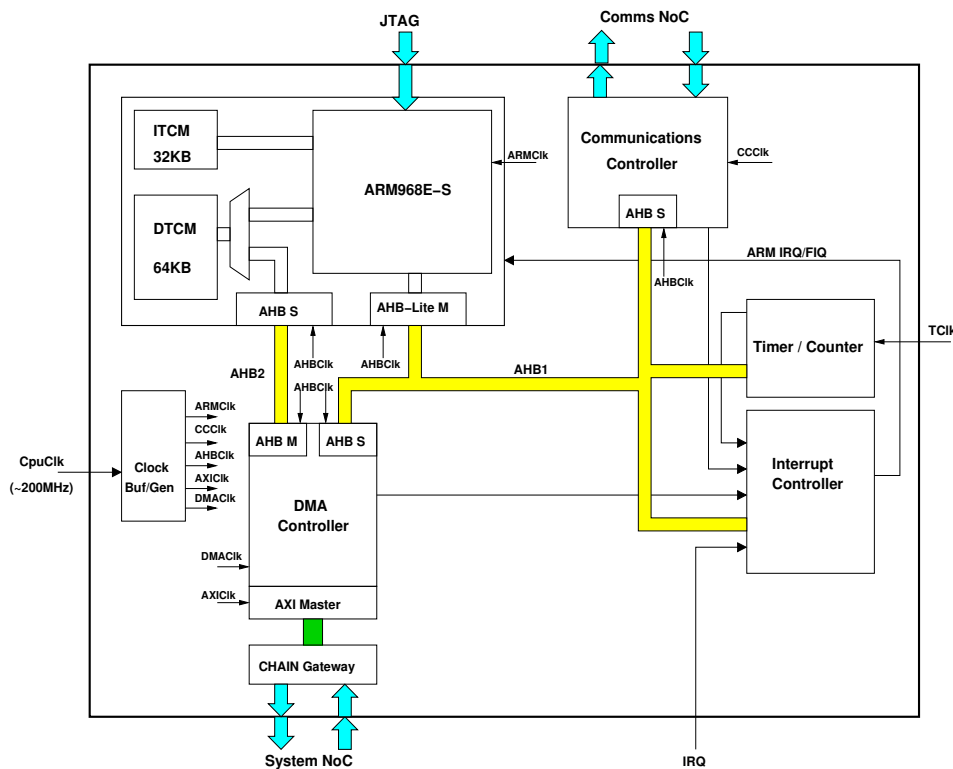 JTAG
Comms NoC
ITCM
32KB
ARM968E-S
ARMClk
Communications
Controller
CCClk
DTCM
64KB
AHB S
ARM IRQ/FIQ
AHBClk
AHB S
AHB-Lite M
Timer / Counter
TClk
AHB2
AHBClk
AHBClk
AHBClk
AHB1
ARMClk
CCClk
AHBClk
AXIClk
DMAClk
CpuClk
(~200MHz)
Clock
Buf/Gen
AHB M
AHB S
DMA
Controller
Interrupt
Controller
DMAClk
AXIClk
AXI Master
CHAIN Gateway
System NoC
IRQ